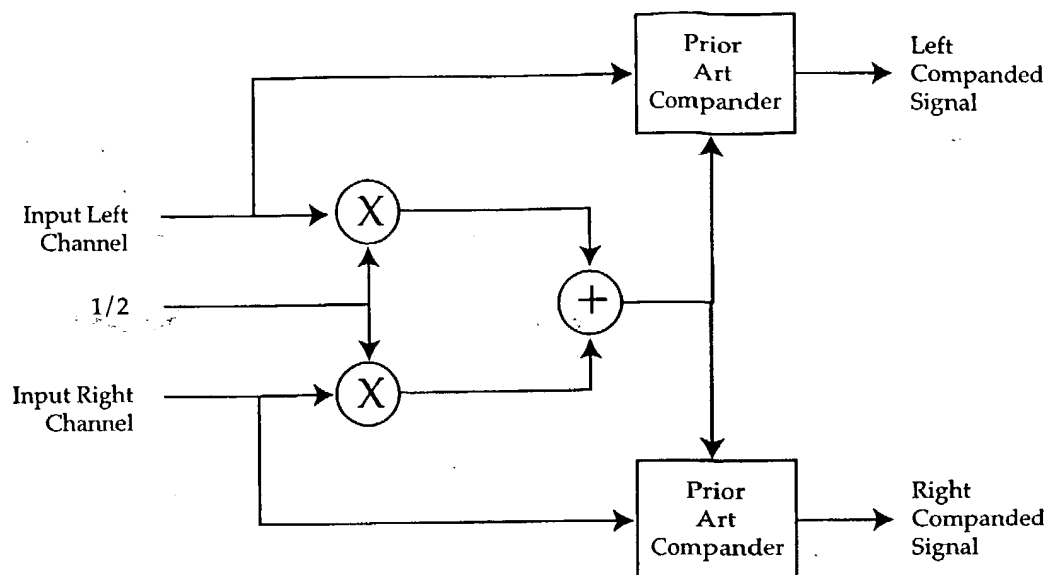 Prior
Art
Compander
Left
Companded
Signal
Input Left
Channel
X
1/2
+
Input Right
Channel
X
Prior
Art
Compander
Right
Companded
Signal